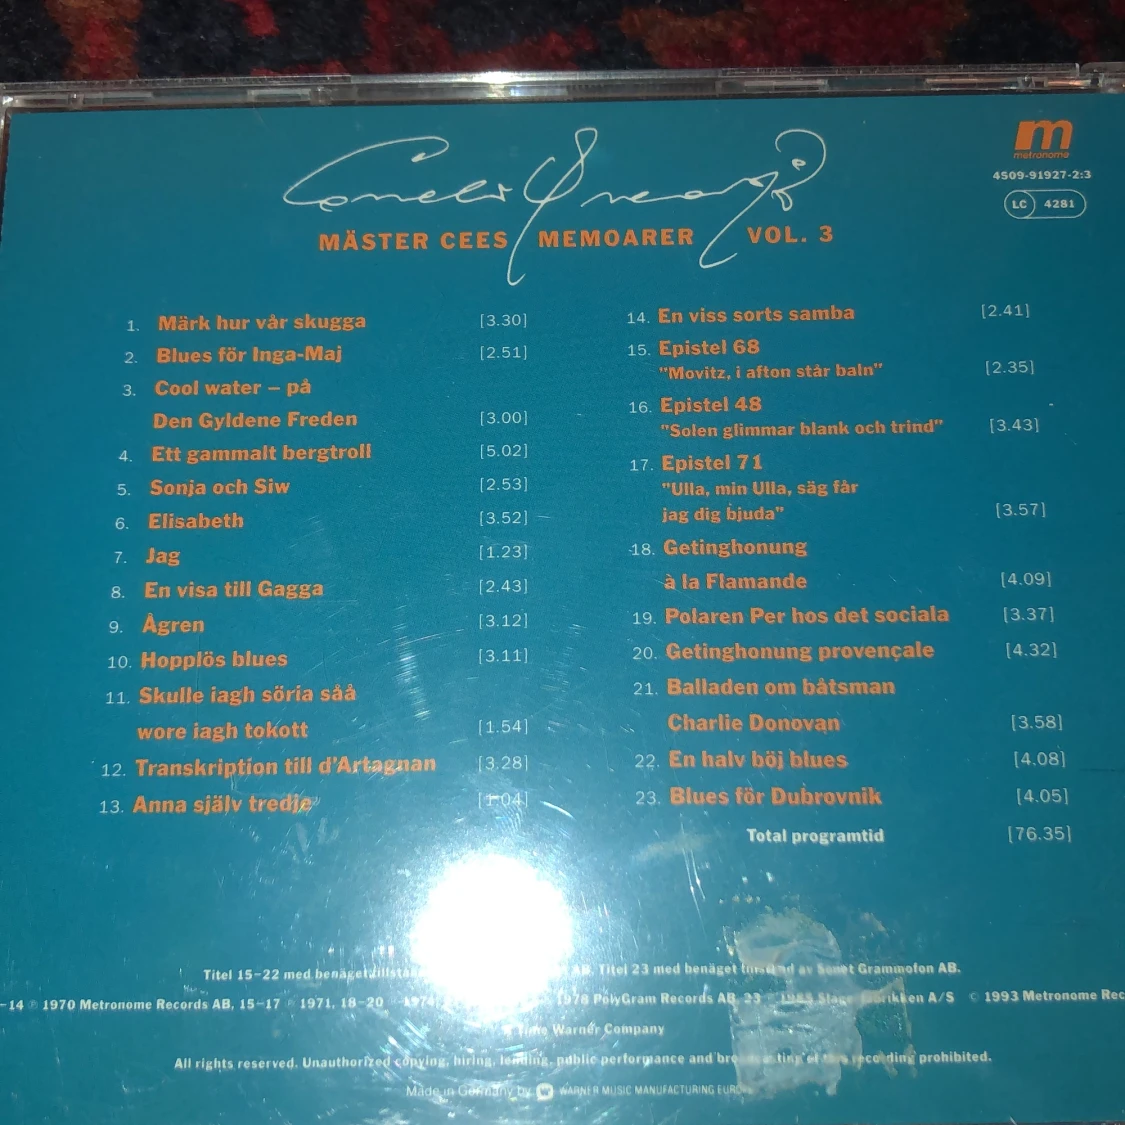 m
metronome
4509-91927-2:3
LC 4281
Cornelis Vreeswijk
MÄSTER CEES MEMOARER VOL. 3
1. Märk hur vår skugga [3.30]
2. Blues för Inga-Maj [2.51]
3. Cool water – på
Den Gyldene Freden [3.00]
4. Ett gammalt bergtroll [5.02]
5. Sonja och Siw [2.53]
6. Elisabeth [3.52]
7. Jag [1.23]
8. En visa till Gagga [2.43]
9. Ågren [3.12]
10. Hopplös blues [3.11]
11. Skulle iagh söria såå
wore iagh tokott [1.54]
12. Transkription till d'Artagnan [3.28]
13. Anna själv tredje [1.04]
14. En viss sorts samba [2.41]
15. Epistel 68
"Movitz, i afton står baln" [2.35]
16. Epistel 48
"Solen glimmar blank och trind" [3.43]
17. Epistel 71
"Ulla, min Ulla, säg får
jag dig bjuda" [3.57]
18. Getinghonung
à la Flamande [4.09]
19. Polaren Per hos det sociala [3.37]
20. Getinghonung provençale [4.32]
21. Balladen om båtsman
Charlie Donovan [3.58]
22. En halv böj blues [4.08]
23. Blues för Dubrovnik [4.05]
Total programtid [76.35]
Titel 15-22 med benäget Titel 23 med benäget av Sonet Grammofon AB.
-14 ℗ 1970 Metronome Records AB, 15-17 ℗ 1971, 18-20 1974, 1978 PolyGram Records AB, 23 A/S © 1993 Metronome Rec
Time Warner Company
All rights reserved. Unauthorized copying, hiring, lending, public performance and broadcasting of this recording prohibited.
Made in Germany by WARNER MUSIC MANUFACTURING EUROPE